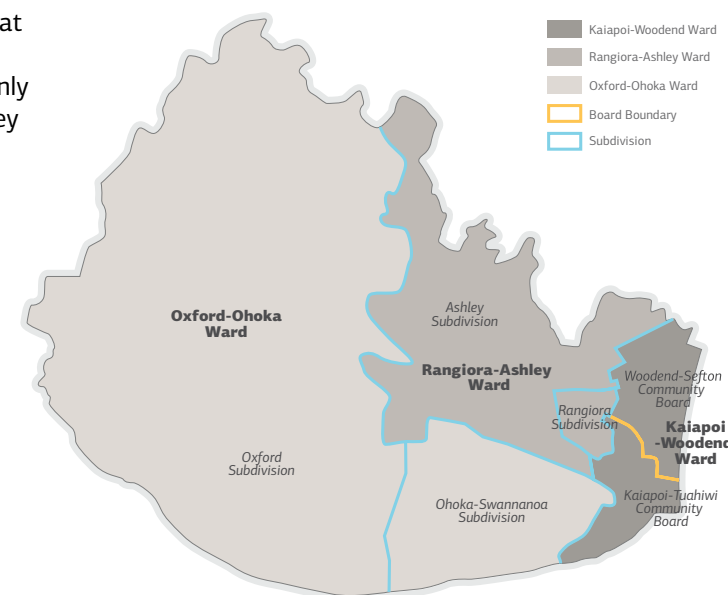 at
nly
ey
Kaiapoi-Woodend Ward
Rangiora-Ashley Ward
Oxford-Ohoka Ward
Board Boundary
Subdivision
Oxford-Ohoka
Ward
Ashley
Subdivision
Rangiora-Ashley
Ward
Woodend-Sefton
Community
Board
Rangiora
Subdivision
Kaiapoi
-Woodend
Ward
Oxford
Subdivision
Ohoka-Swannanoa
Subdivision
Kaiapoi-Tuahiwi
Community
Board